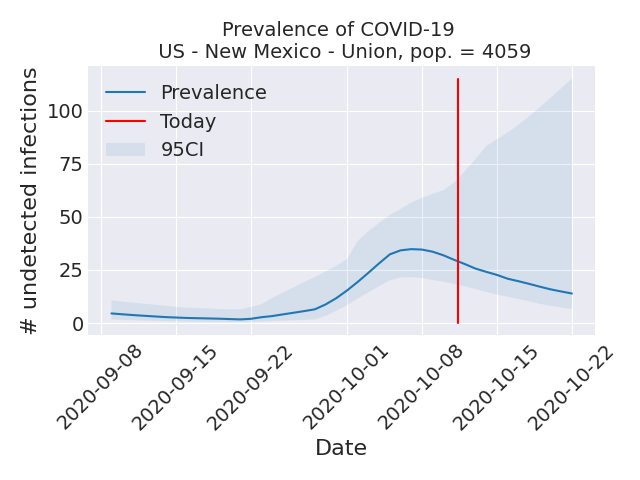 Prevalence of COVID-19
US - New Mexico - Union, pop. = 4059
# undetected infections
100
75
50
25
0
Prevalence
Today
95CI
2020-09-08
2020-09-15
2020-09-22
2020-10-01
2020-10-08
2020-10-15
2020-10-22
Date